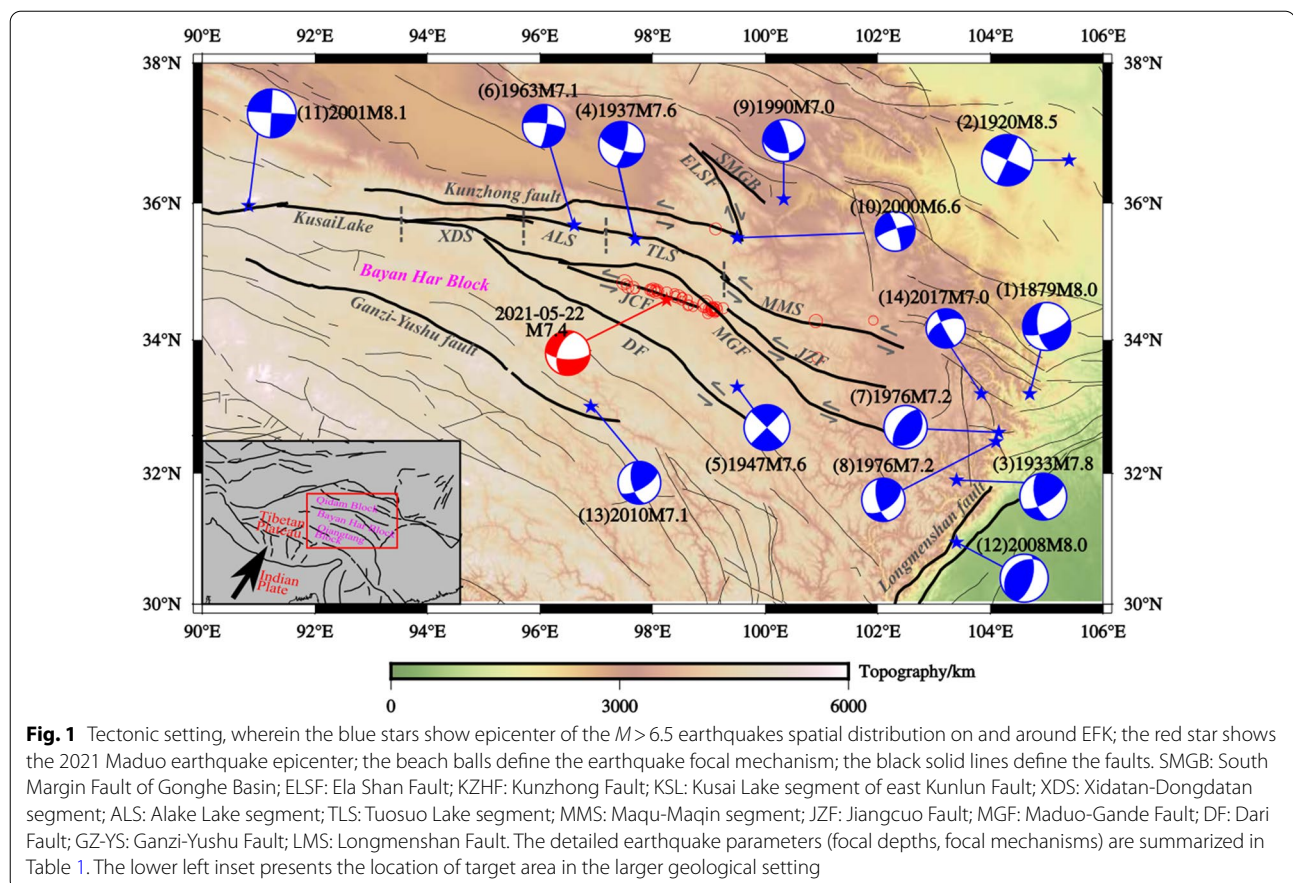 90°E 92°E 94°E 96°E 98°E 100°E 102°E 104°E 106°E
38°N 38°N
(6)1963M7.1
(4)1937M7.6
(9)1990M7.0
(11)2001M8.1
(2)1920M8.5
ELSF
SMGB
Kunzhong fault
36°N 36°N
(10)2000M6.6
KusaiLake
XDS
ALS
TLS
Bayan Har Block
MMS
(14)2017M7.0
(1)1879M8.0
Ganzi-Yushu fault
JCF
2021-05-22
M7.4
DF
MGF
JZF
34°N 34°N
(7)1976M7.2
(5)1947M7.6
(8)1976M7.2
(3)1933M7.8
32°N 32°N
(13)2010M7.1
Longmenshan fault
(12)2008M8.0
Qidam Block
Bayan Har Block
Qiangtang
Block
Tibetan
Plateau
Indian
Plate
30°N 30°N
90°E 92°E 94°E 96°E 98°E 100°E 102°E 104°E 106°E
Topography/km
0 3000 6000
Fig. 1 Tectonic setting, wherein the blue stars show epicenter of the M > 6.5 earthquakes spatial distribution on and around EFK; the red star shows
the 2021 Maduo earthquake epicenter; the beach balls define the earthquake focal mechanism; the black solid lines define the faults. SMGB: South
Margin Fault of Gonghe Basin; ELSF: Ela Shan Fault; KZHF: Kunzhong Fault; KSL: Kusai Lake segment of east Kunlun Fault; XDS: Xidatan-Dongdatan
segment; ALS: Alake Lake segment; TLS: Tuosuo Lake segment; MMS: Maqu-Maqin segment; JZF: Jiangcuo Fault; MGF: Maduo-Gande Fault; DF: Dari
Fault; GZ-YS: Ganzi-Yushu Fault; LMS: Longmenshan Fault. The detailed earthquake parameters (focal depths, focal mechanisms) are summarized in
Table 1. The lower left inset presents the location of target area in the larger geological setting